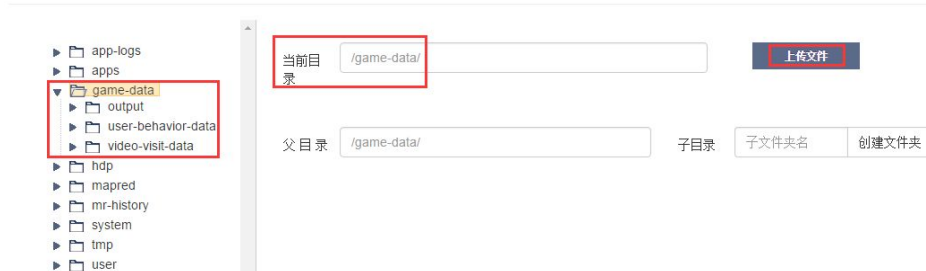 app-logs
apps
game-data
output
user-behavior-data
video-visit-data
hdp
mapred
mr-history
system
tmp
user
当前目
录
/game-data/
上传文件
父目录
/game-data/
子目录
子文件夹名
创建文件夹